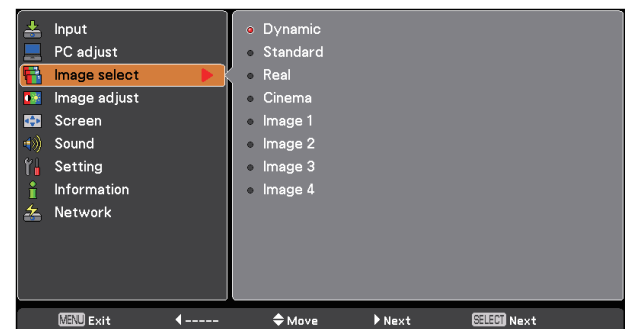 Input
PC adjust
Image select
Image adjust
Screen
Sound
Setting
Information
Network
Dynamic
Standard
Real
Cinema
Image 1
Image 2
Image 3
Image 4
MENU Exit ----- Move Next SELECT Next